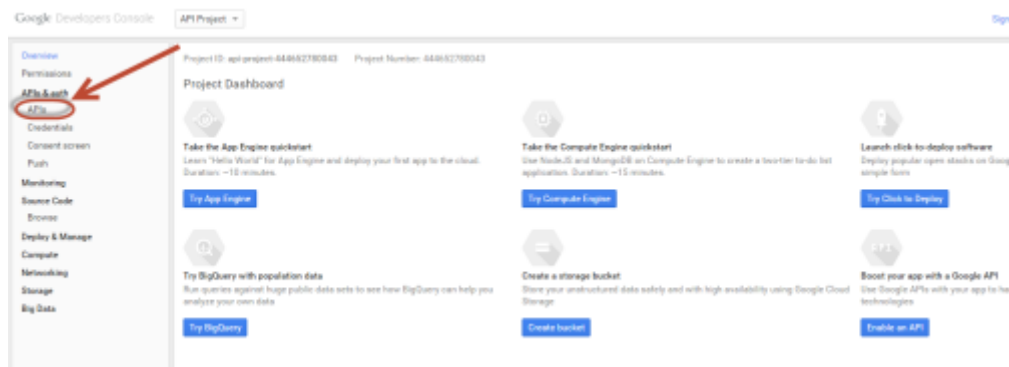 Google Developers Console
API Project
Sign
Overview
Permissions
APIs & auth
APIs
Credentials
Consent screen
Push
Monitoring
Source Code
Browse
Deploy & Manage
Compute
Networking
Storage
Big Data
Project ID: api-project-444692780043 Project Number: 444692780043
Project Dashboard
Take the App Engine quickstart
Learn "Hello World" for App Engine and deploy your first app to the cloud.
Duration: ~10 minutes.
Try App Engine
Take the Compute Engine quickstart
Use NodeJS and MongoDB on Compute Engine to create a two-tier to-do list
application. Duration: ~15 minutes.
Try Compute Engine
Launch click-to-deploy software
Deploy popular open stacks on Goog
simple form
Try Click to Deploy
Try BigQuery with population data
Run queries against huge public data sets to see how BigQuery can help you
analyze your own data
Try BigQuery
Create a storage bucket
Store your unstructured data safely and with high availability using Google Cloud
Storage
Create bucket
Boost your app with a Google API
Use Google APIs with your app to ha
technologies
Enable an API